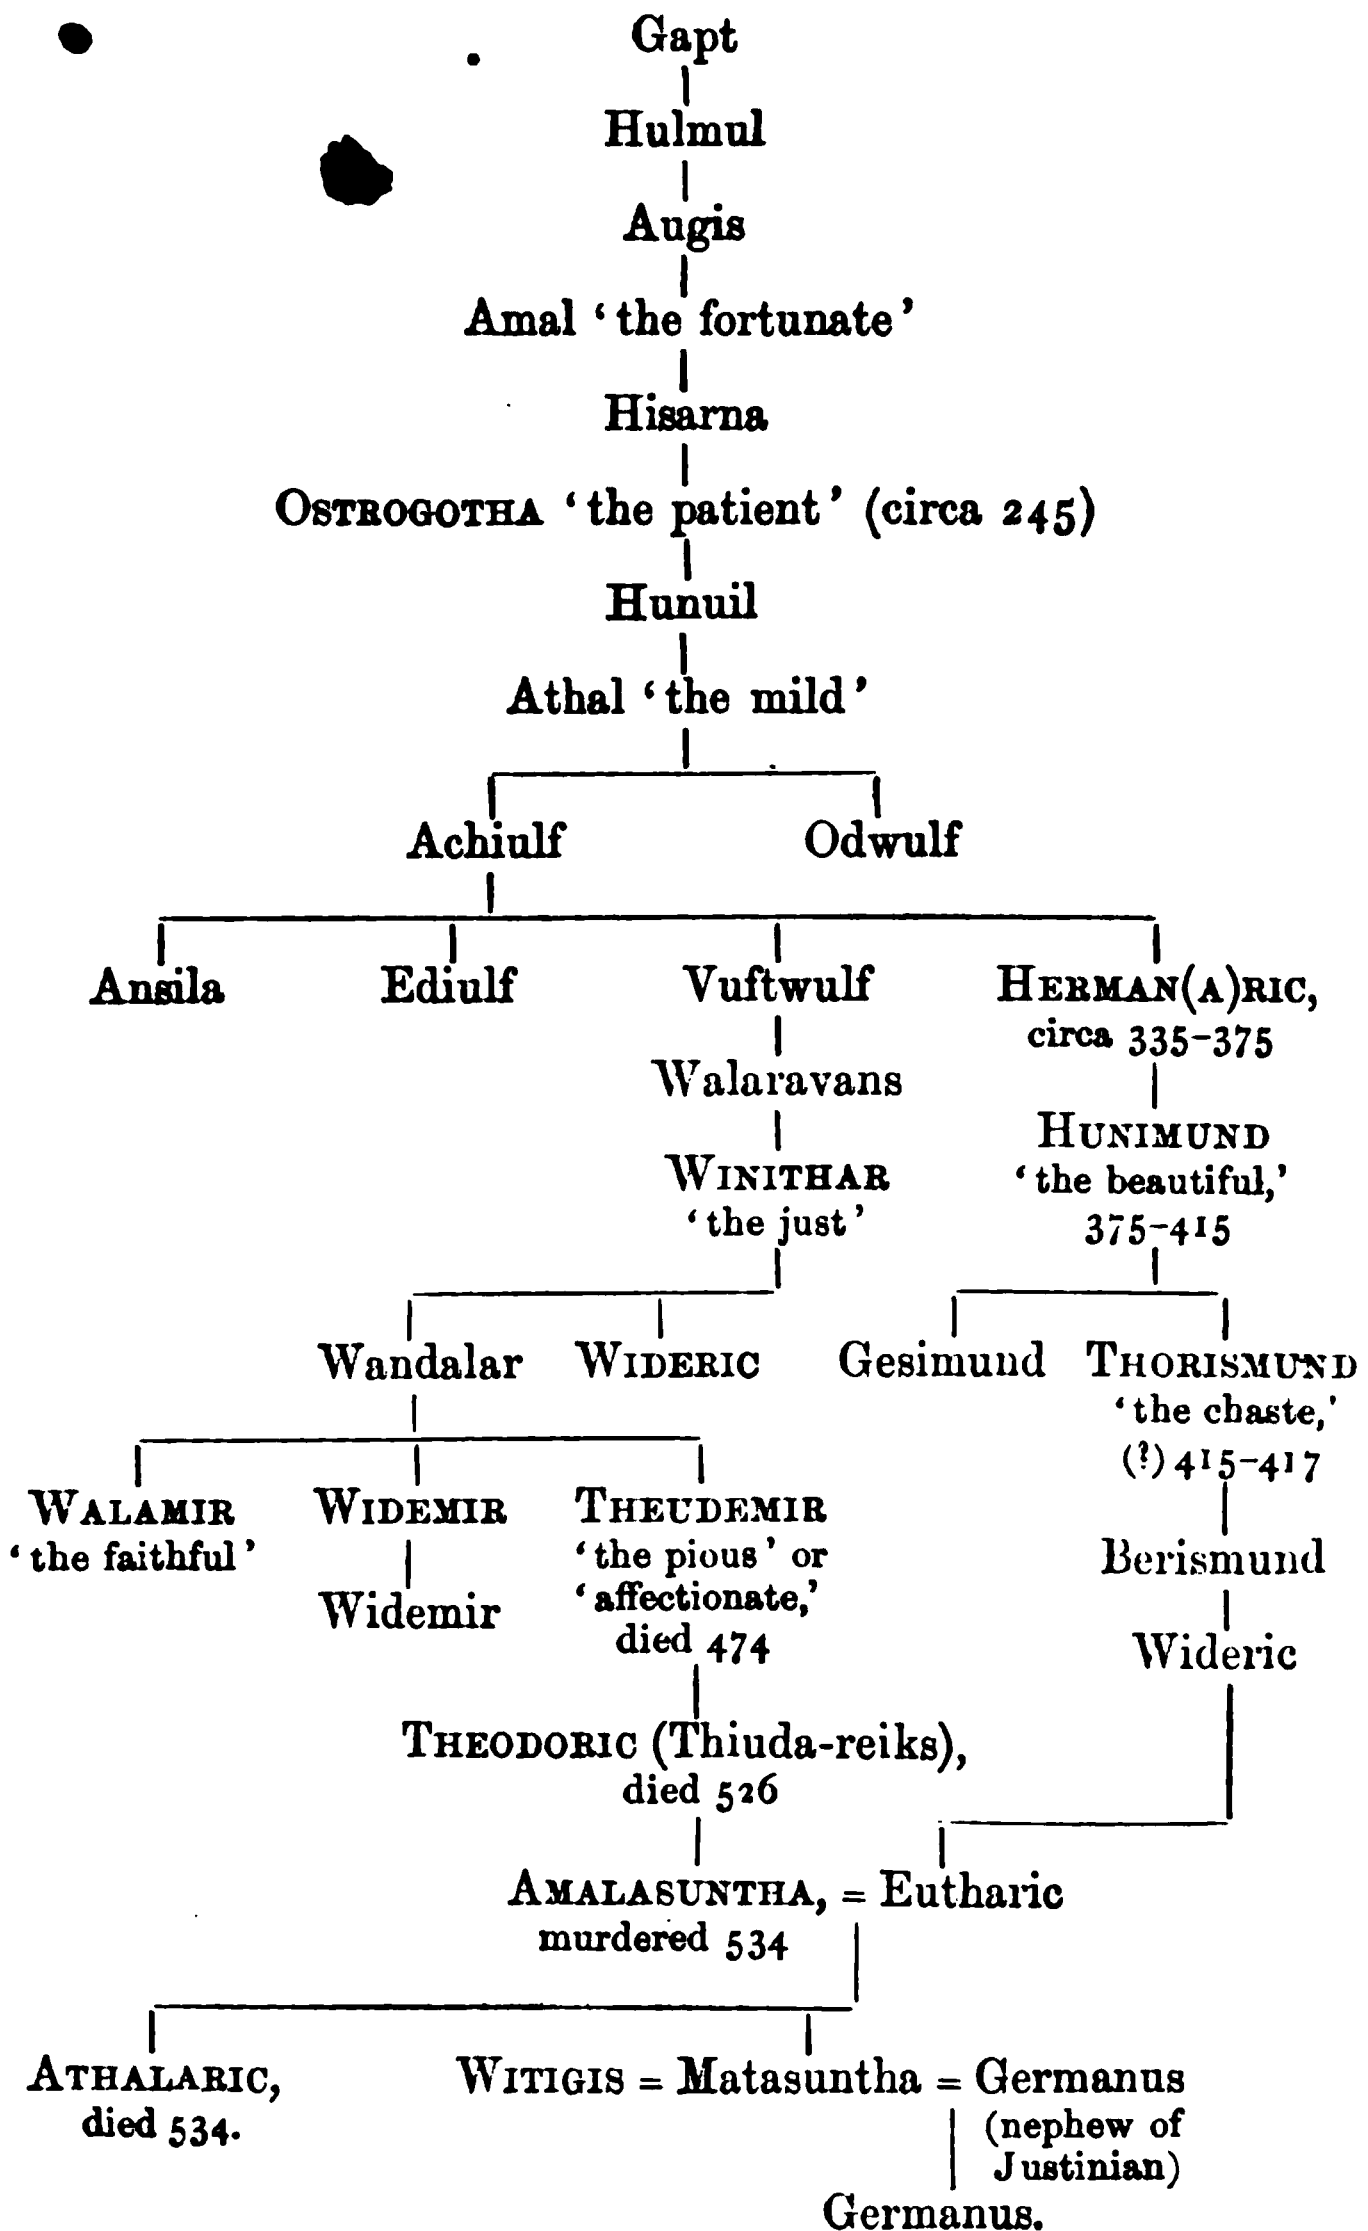 Gapt
Hulmul
Augis
Amal ‘the fortunate’
Hisarna
OSTROGOTHA ‘the patient’ (circa 245)
Hunuil
Athal ‘the mild’
Achiulf Odwulf
Ansila Ediulf Vuftwulf HERMAN(A)RIC,
circa 335-375
Walaravans
HUNIMUND
‘the beautiful,’
375-415
WINITHAR
‘the just’
Wandalar WIDERIC Gesimund THORISMUND
‘the chaste,’
(?) 415-417
WALAMIR WIDEMIR THEUDEMIR
‘the faithful’ ‘the pious’ or
‘affectionate,’
died 474
Widemir
Berismund
Wideric
THEODORIC (Thiuda-reiks),
died 526
AMALASUNTHA, = Eutharic
murdered 534
ATHALARIC, WITIGIS = Matasuntha = Germanus
died 534. (nephew of
Justinian)
Germanus.